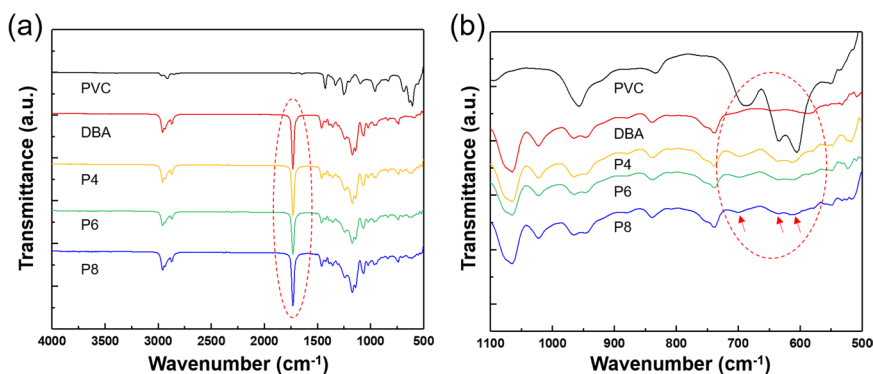 (a)
Transmittance (a.u.)
PVC
DBA
P4
P6
P8
4000 3500 3000 2500 2000 1500 1000 500
Wavenumber (cm-1)
(b)
Transmittance (a.u.)
PVC
DBA
P4
P6
P8
1100 1000 900 800 700 600 500
Wavenumber (cm-1)